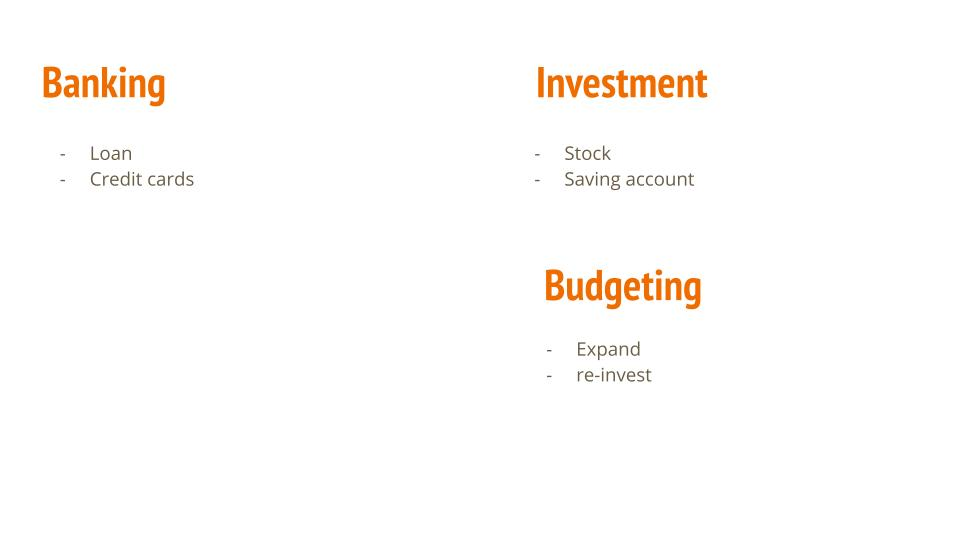 Banking
- Loan
- Credit cards
Investment
- Stock
- Saving account
Budgeting
- Expand
- re-invest